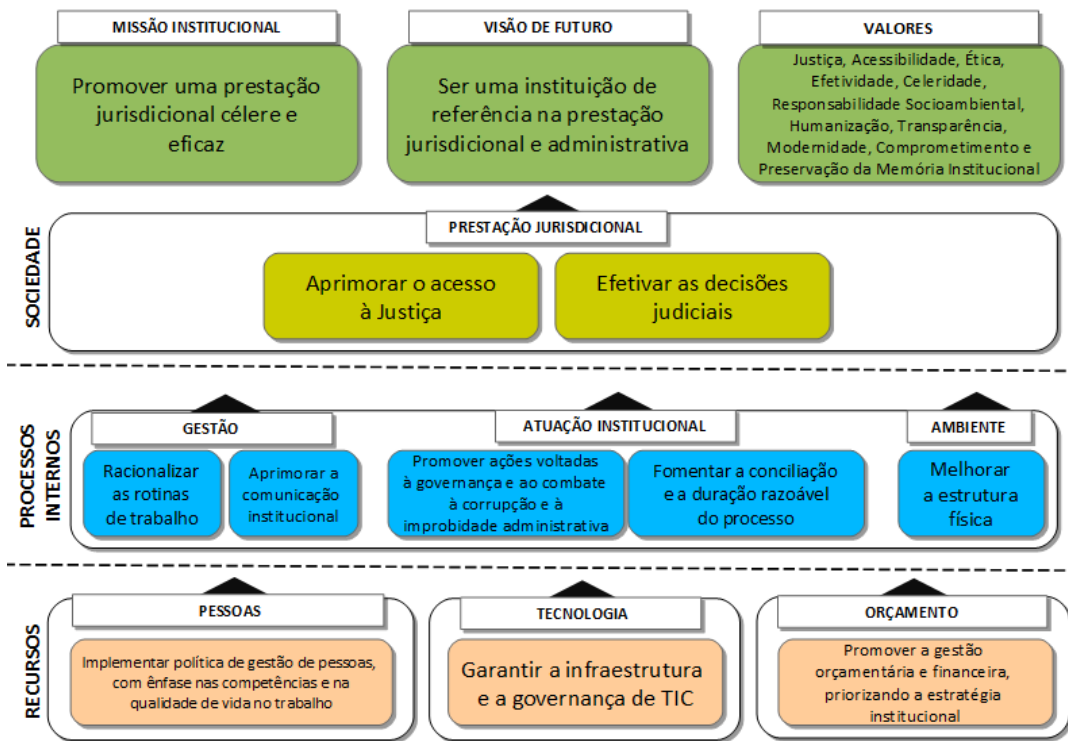 MISSÃO INSTITUCIONAL
Promover uma prestação
jurisdicional célere e
eficaz
VISÃO DE FUTURO
Ser uma instituição de
referência na prestação
jurisdicional e administrativa
VALORES
Justiça, Acessibilidade, Ética,
Efetividade, Celeridade,
Responsabilidade Socioambiental,
Humanização, Transparência,
Modernidade, Comprometimento e
Preservação da Memória Institucional
SOCIEDADE
PRESTAÇÃO JURISDICIONAL
Aprimorar o acesso
à Justiça
Efetivar as decisões
judiciais
PROCESSOS
INTERNOS
GESTÃO
Racionalizar
as rotinas
de trabalho
Aprimorar a
comunicação
institucional
ATUAÇÃO INSTITUCIONAL
Promover ações voltadas
à governança e ao combate
à corrupção e à
improbidade administrativa
Fomentar a conciliação
e a duração razoável
do processo
AMBIENTE
Melhorar
a estrutura
física
RECURSOS
PESSOAS
Implementar política de gestão de pessoas,
com ênfase nas competências e na
qualidade de vida no trabalho
TECNOLOGIA
Garantir a infraestrutura
e a governança de TIC
ORÇAMENTO
Promover a gestão
orçamentária e financeira,
priorizando a estratégia
institucional